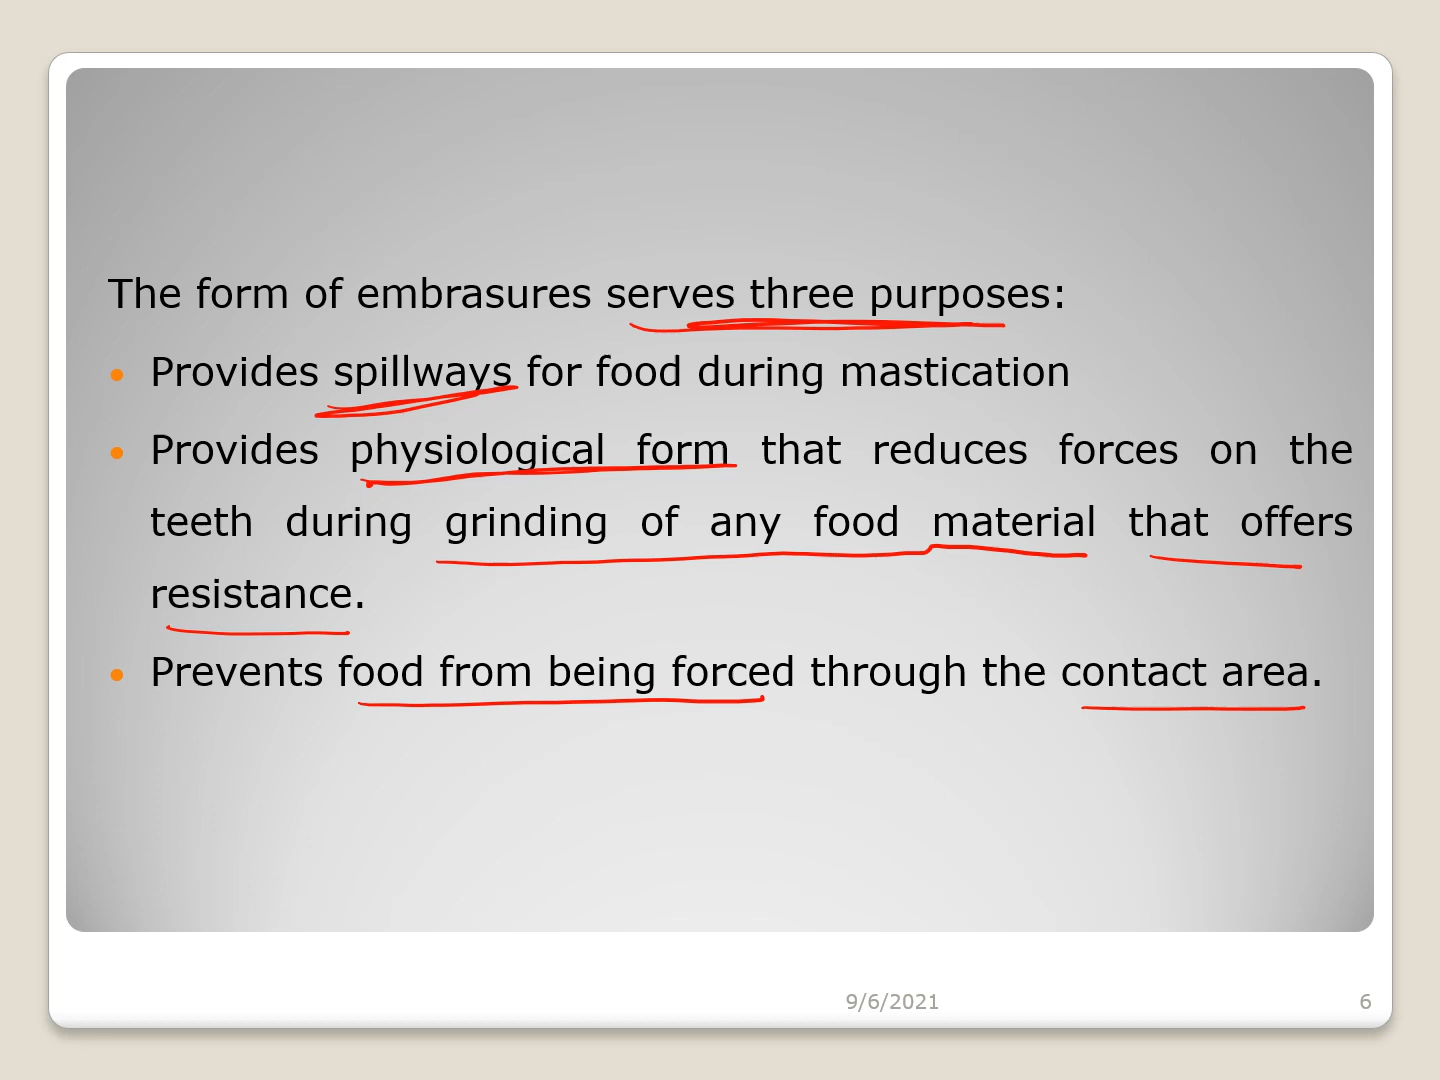 The form of embrasures serves three purposes:
Provides spillways for food during mastication
Provides physiological form that reduces forces on the
teeth during grinding of any food material that offers
resistance.
Prevents food from being forced through the contact area.
9/6/2021
6